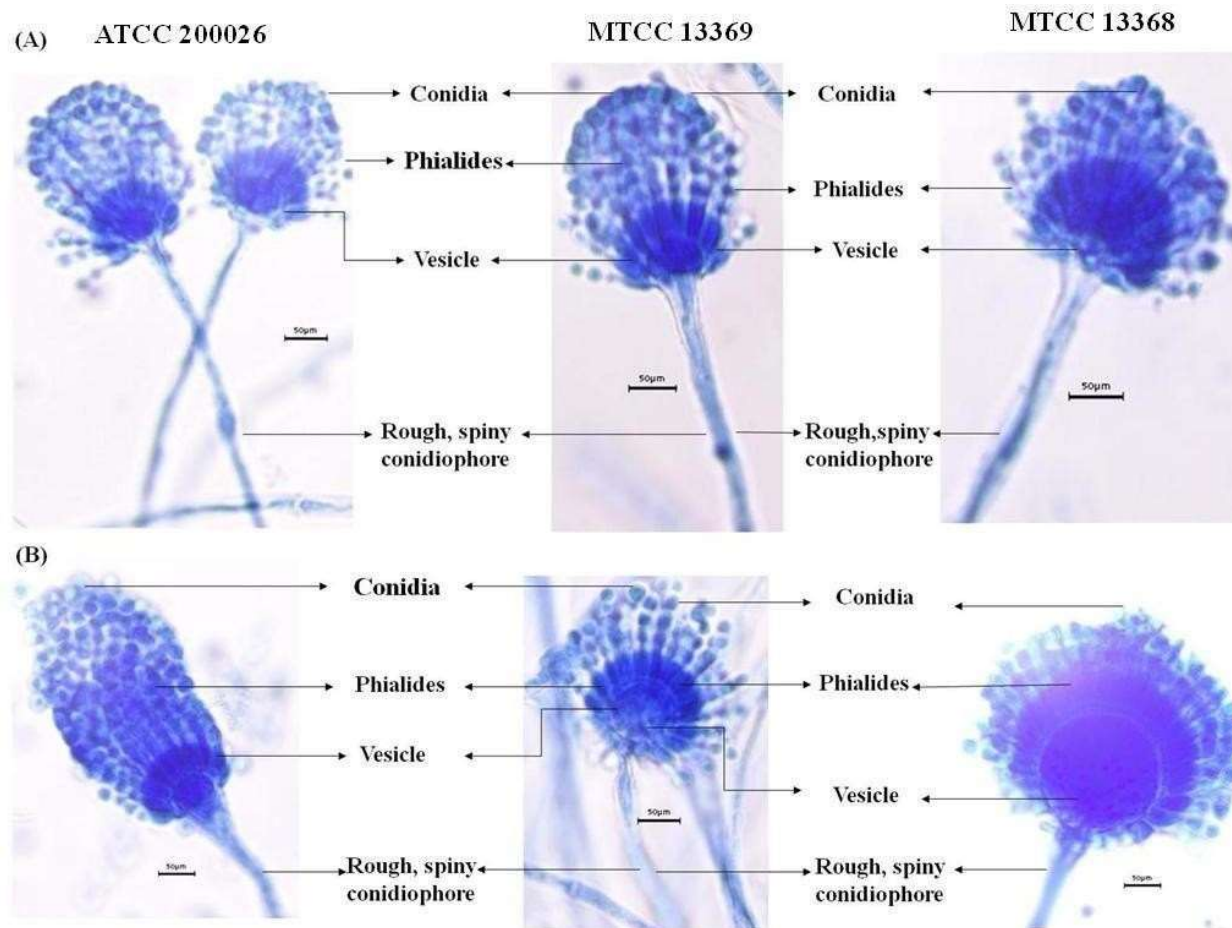 (A)
ATCC 200026
MTCC 13369
MTCC 13368
Conidia
Conidia
Phialides
Phialides
Vesicle
Vesicle
50µm
50µm
50µm
Rough, spiny
conidiophore
Rough,spiny
conidiophore
(B)
Conidia
Conidia
Phialides
Phialides
Vesicle
Vesicle
50µm
50µm
50µm
Rough, spiny
conidiophore
Rough, spiny
conidiophore